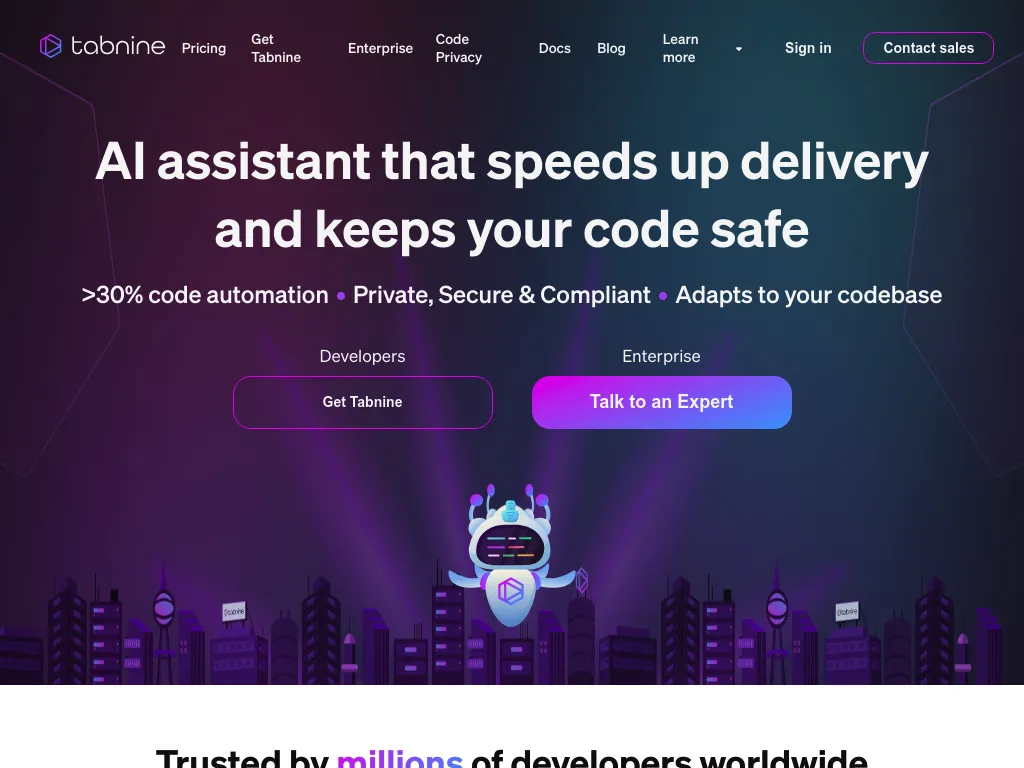 tabnine
Pricing
Get
Tabnine
Enterprise
Code
Privacy
Docs
Blog
Learn
more
Sign in
Contact sales
AI assistant that speeds up delivery
and keeps your code safe
>30% code automation • Private, Secure & Compliant • Adapts to your codebase
Developers
Enterprise
Get Tabnine
Talk to an Expert
tabnine
tabnine
Trusted by millions of developers worldwide